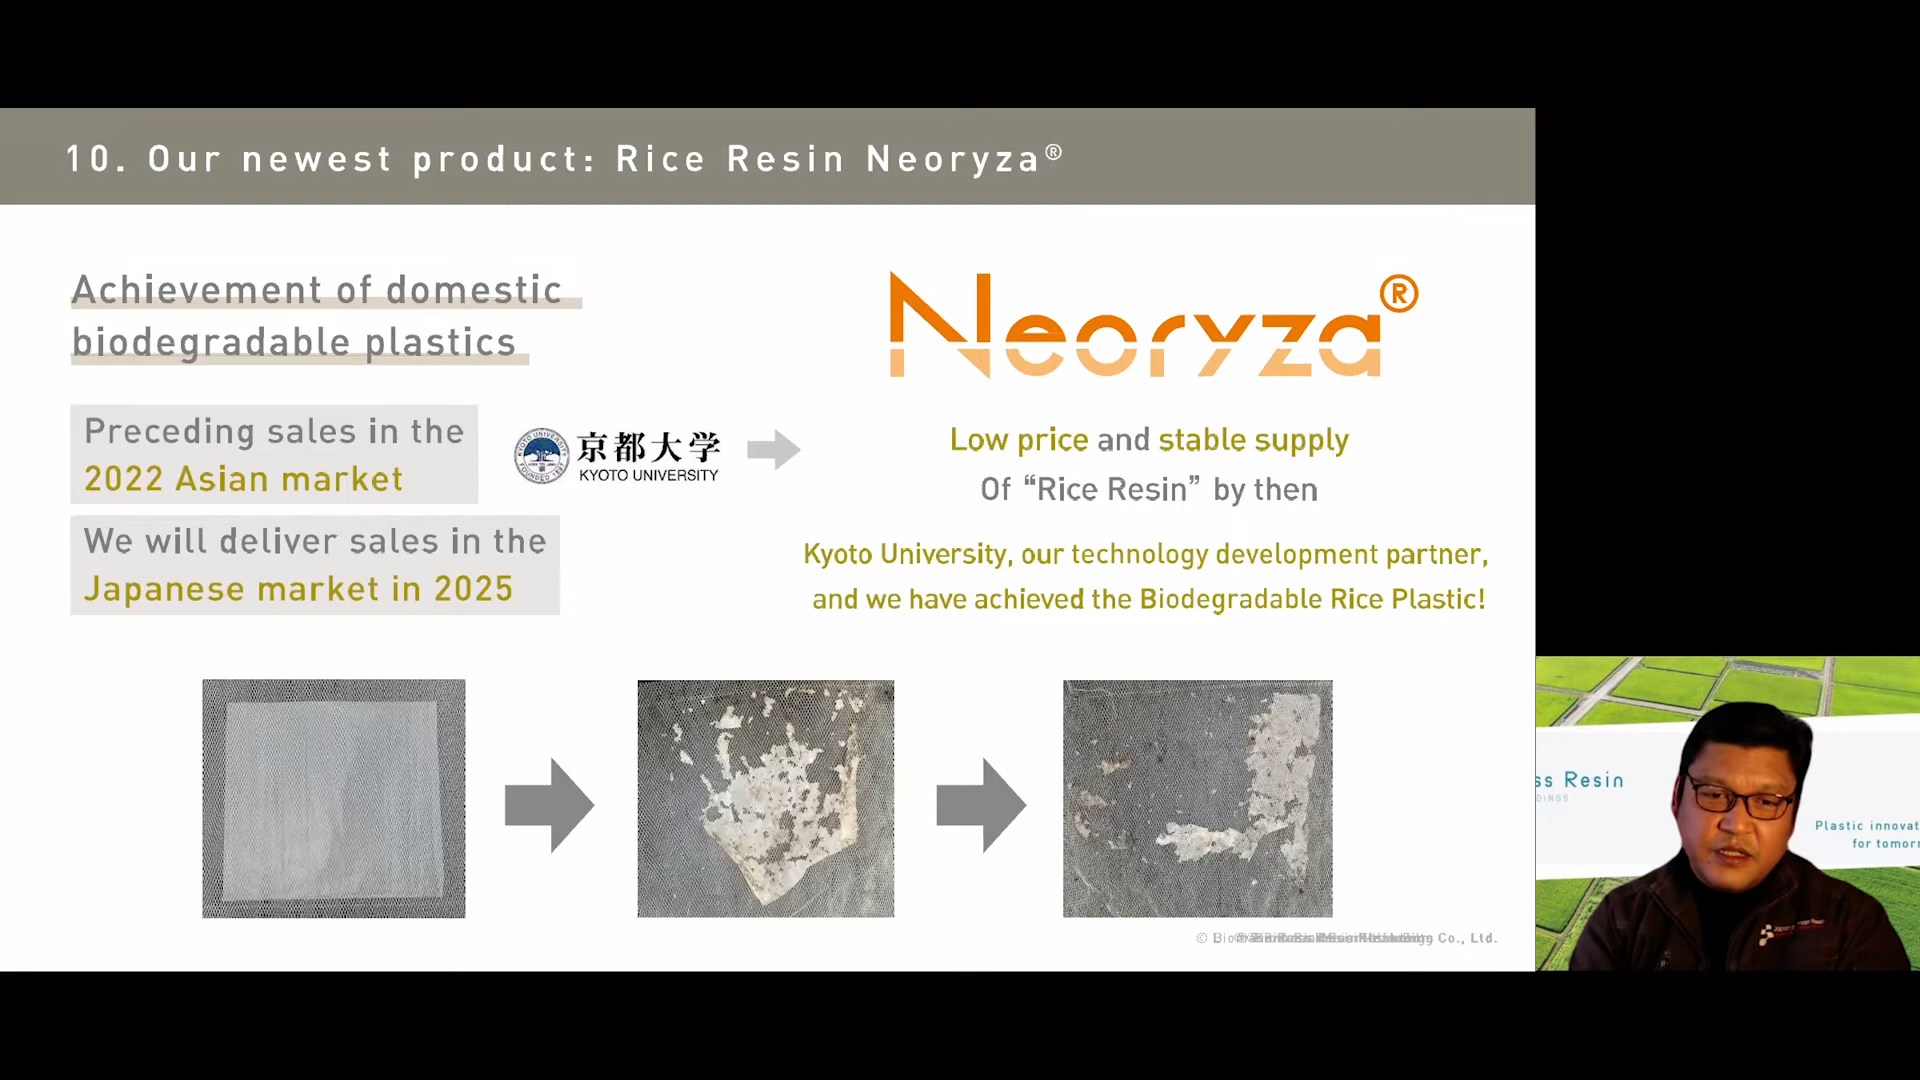 10. Our newest product: Rice Resin Neoryza®
Achievement of domestic
biodegradable plastics
Preceding sales in the
2022 Asian market
We will deliver sales in the
Japanese market in 2025
京都大学
KYOTO UNIVERSITY
Neoryza®
Low price and stable supply
Of “Rice Resin” by then
Kyoto University, our technology development partner,
and we have achieved the Biodegradable Rice Plastic!
Co., Ltd.
ss Resin
Plastic innovat
for tomorr